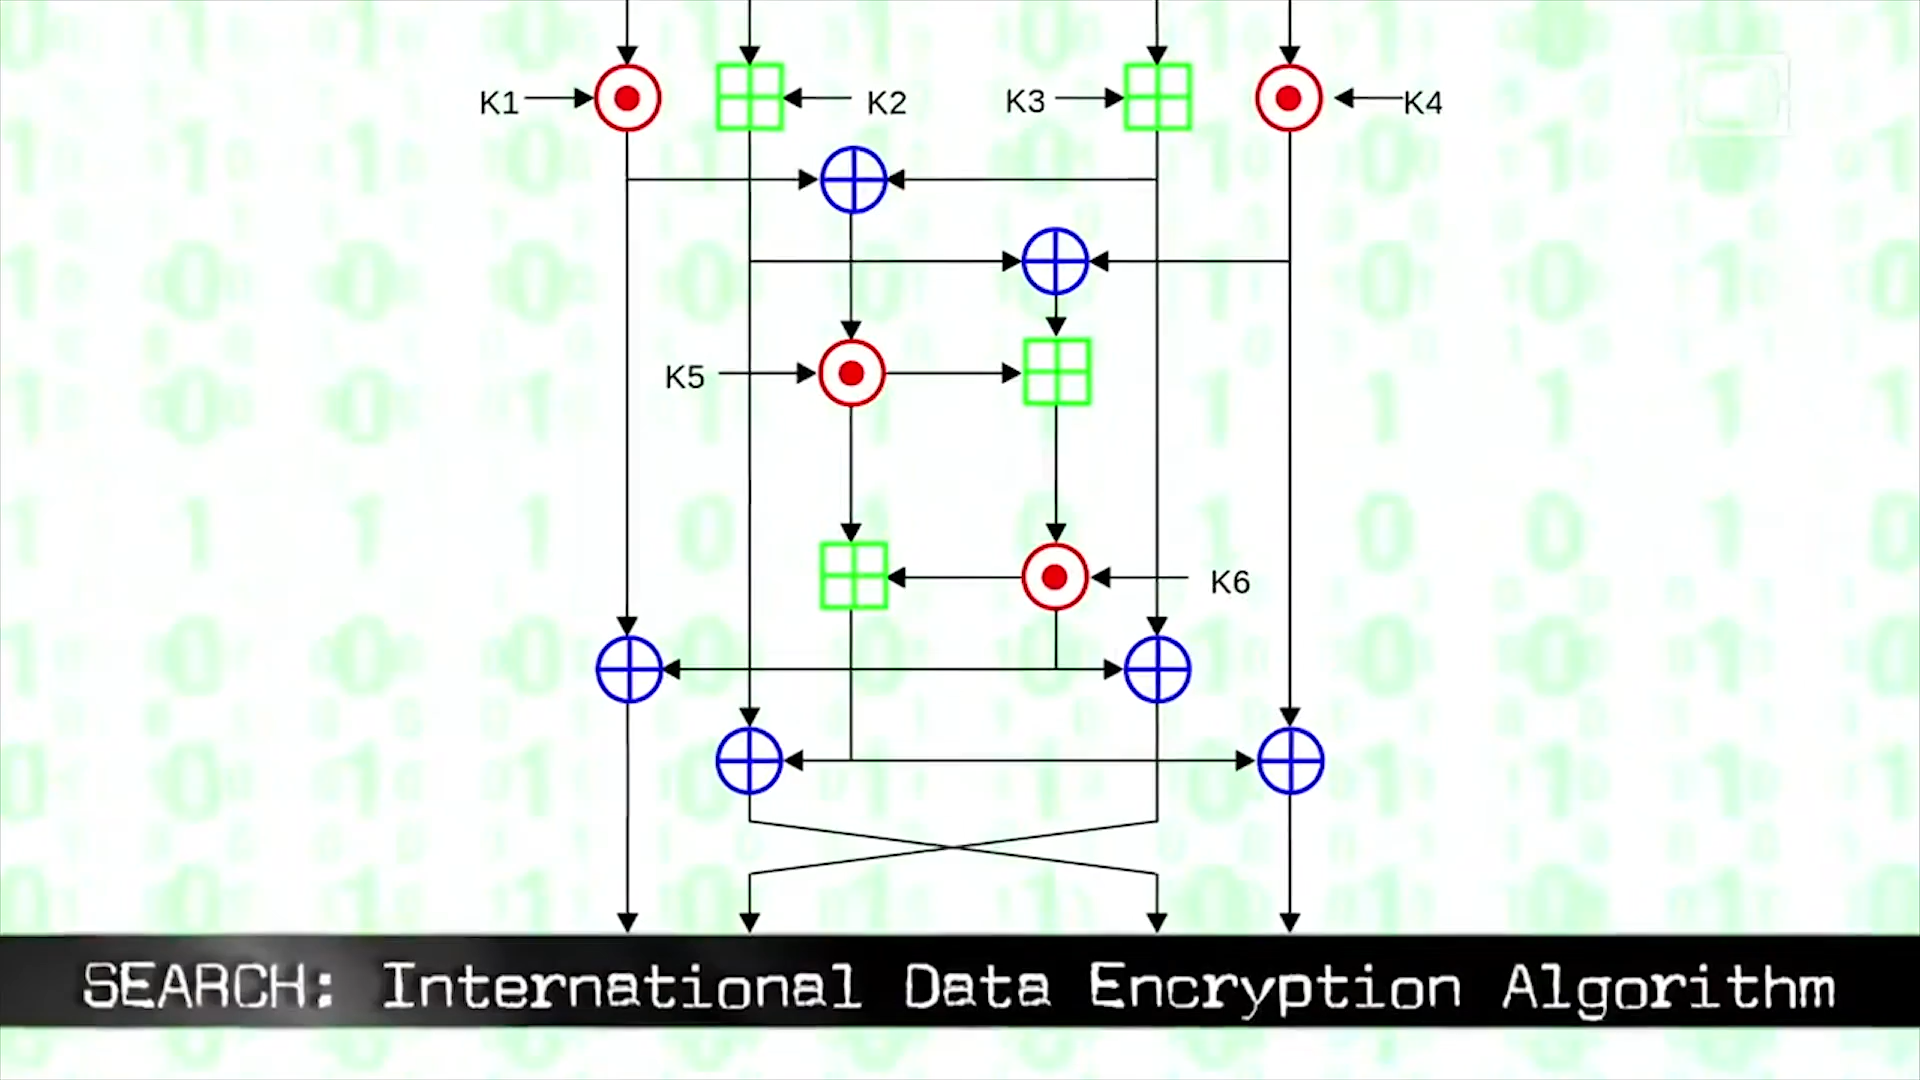 K1 K2 K3 K4
K5
K6
SEARCH: International Data Encryption Algorithm